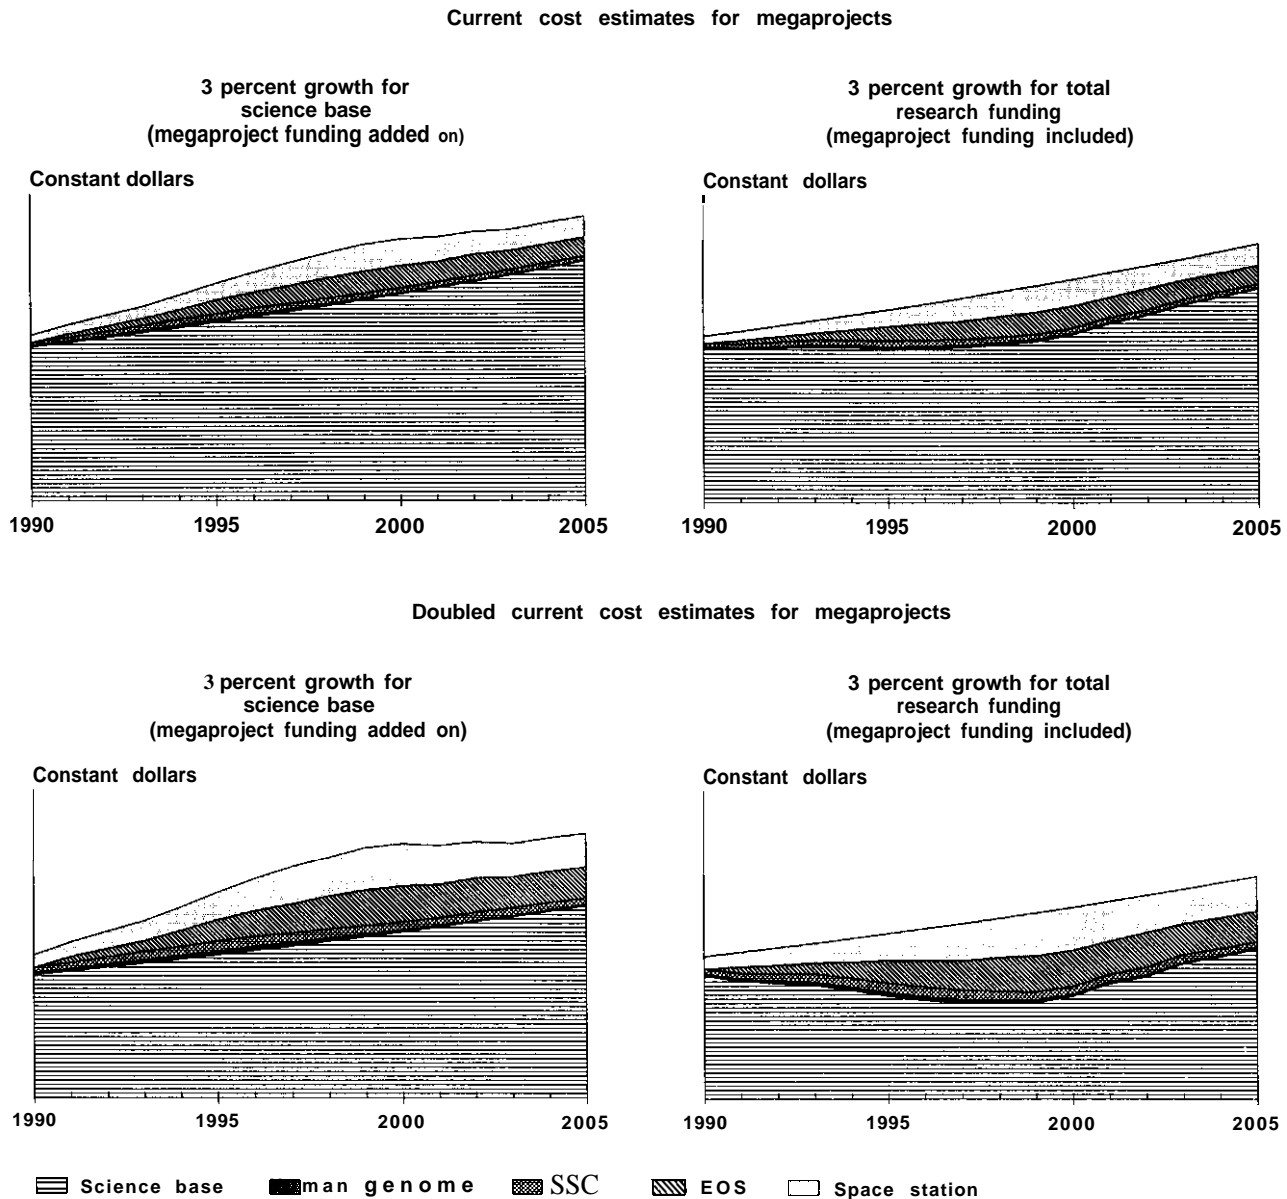 Current cost estimates for megaprojects
3 percent growth for
science base
(megaproject funding added on)
3 percent growth for total
research funding
(megaproject funding included)
Constant dollars
Constant dollars
1990 1995 2000 2005
1990 1995 2000 2005
Doubled current cost estimates for megaprojects
3 percent growth for
science base
(megaproject funding added on)
3 percent growth for total
research funding
(megaproject funding included)
Constant dollars
Constant dollars
1990 1995 2000 2005
1990 1995 2000 2005
Science base man genome SSC EOS Space station